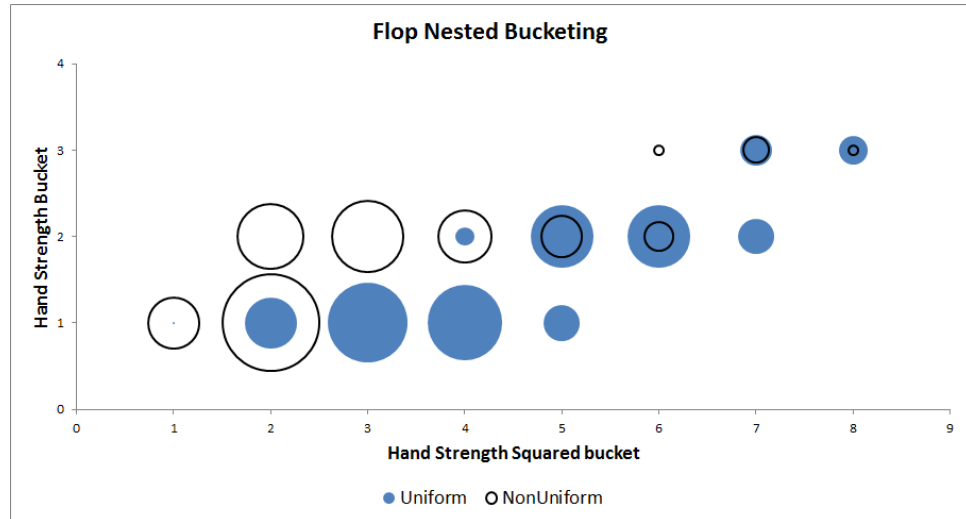 Flop Nested Bucketing
4
3
2
1
0
Hand Strength Bucket
0 1 2 3 4 5 6 7 8 9
Hand Strength Squared bucket
Uniform NonUniform